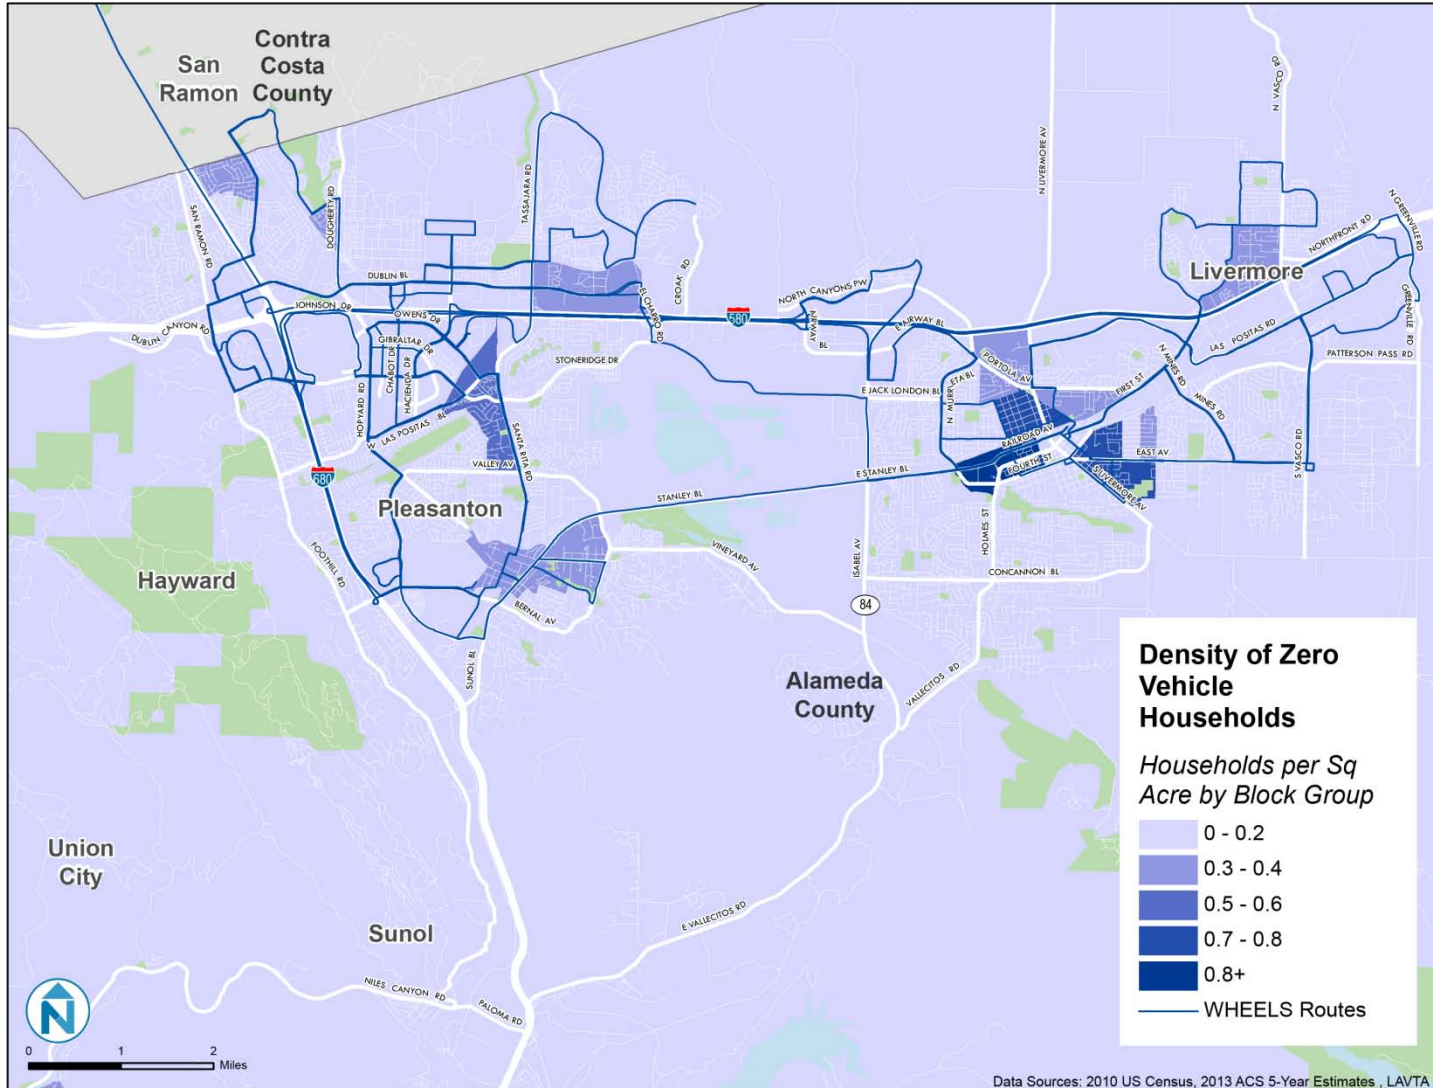 San
Ramon
Contra
Costa
County
N VASCO RD
DOUGHERTY RD
TASSAJARA RD
N LIVERMORE AV
SAN RAMON RD
N GREENVILLE RD
NORTHFRONT RD
Livermore
DUBLIN BL
CROAK RD
NORTH CANYONS PW
EL CHARRO RD
GREENVILLE RD
JOHNSON DR
OWENS DR
580
AIRWAY
BL
E AIRWAY BL
DUBLIN CANYON RD
GIBRALTAR DR
LAS POSITAS RD
CHABOT DR
HACIENDA DR
STONERIDGE DR
PORTOLA AV
N MINES RD
PATTERSON PASS RD
HOPYARD RD
E JACK LONDON BL
N MURRIETA BL
FIRST ST
MINES RD
W LAS POSITAS BL
SANTA RITA RD
RAILROAD AV
VALLEY AV
E STANLEY BL
FOURTH ST
EAST AV
S VASCO RD
680
STANLEY BL
S LIVERMORE AV
Pleasanton
HOLMES ST
FOOTHILL RD
VINEYARD AV
ISABEL AV
Hayward
CONCANNON BL
BERNAL AV
84
SUNOL BL
Alameda
County
VALLECITOS RD
Density of Zero
Vehicle
Households
Households per Sq
Acre by Block Group
0 - 0.2
0.3 - 0.4
0.5 - 0.6
0.7 - 0.8
0.8+
WHEELS Routes
Union
City
E VALLECITOS RD
Sunol
NILES CANYON RD
PALOMA RD
N
0 1 2
Miles
Data Sources: 2010 US Census, 2013 ACS 5-Year Estimates , LAVTA